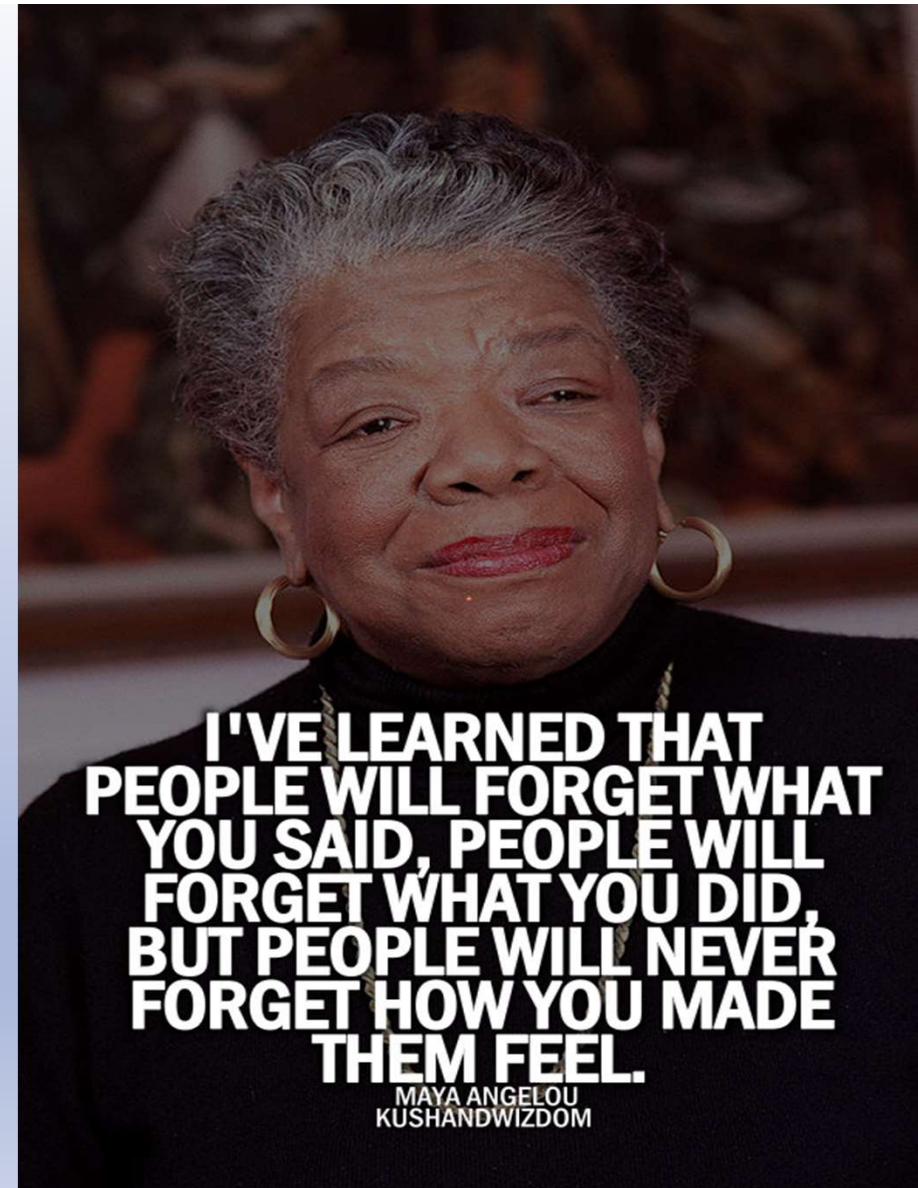 I'VE LEARNED THAT
PEOPLE WILL FORGET WHAT
YOU SAID, PEOPLE WILL
FORGET WHAT YOU DID,
BUT PEOPLE WILL NEVER
FORGET HOW YOU MADE
THEM FEEL.
MAYA ANGELOU
KUSHANDWIZDOM